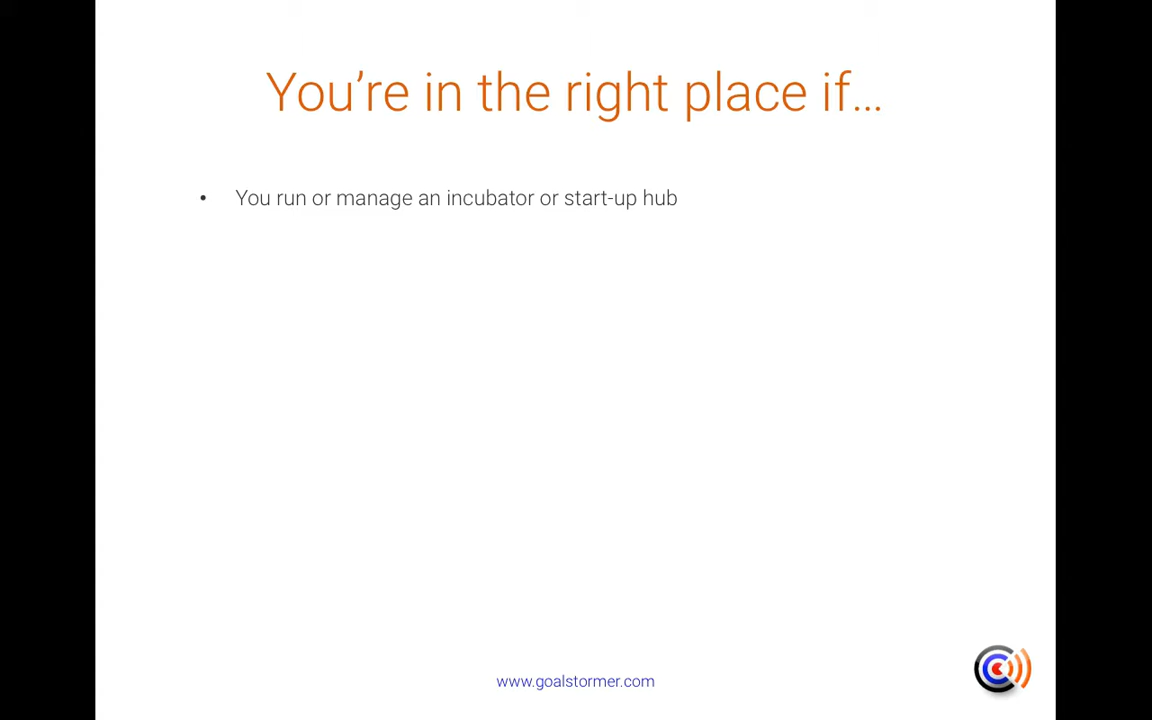 You’re in the right place if…
• You run or manage an incubator or start-up hub
www.goalstormer.com